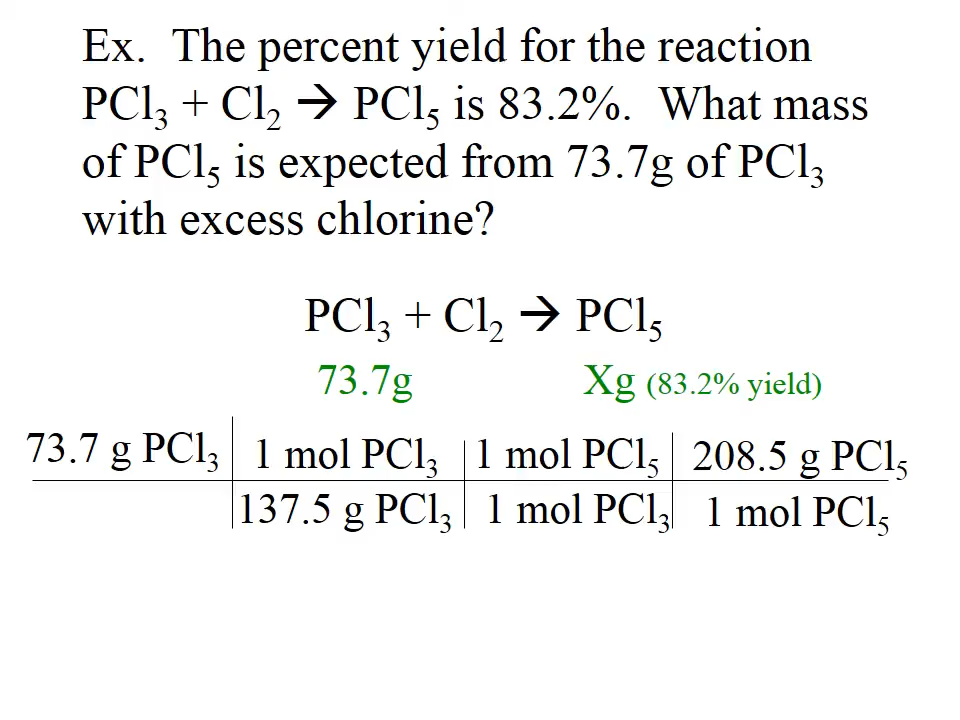 Ex.  The percent yield for the reaction
PCl₃ + Cl₂ → PCl₅ is 83.2%.  What mass
of PCl₅ is expected from 73.7g of PCl₃
with excess chlorine?
PCl₃ + Cl₂ → PCl₅
73.7g Xg (83.2% yield)
73.7 g PCl₃ 1 mol PCl₃ 1 mol PCl₅ 208.5 g PCl₅
137.5 g PCl₃ 1 mol PCl₃ 1 mol PCl₅